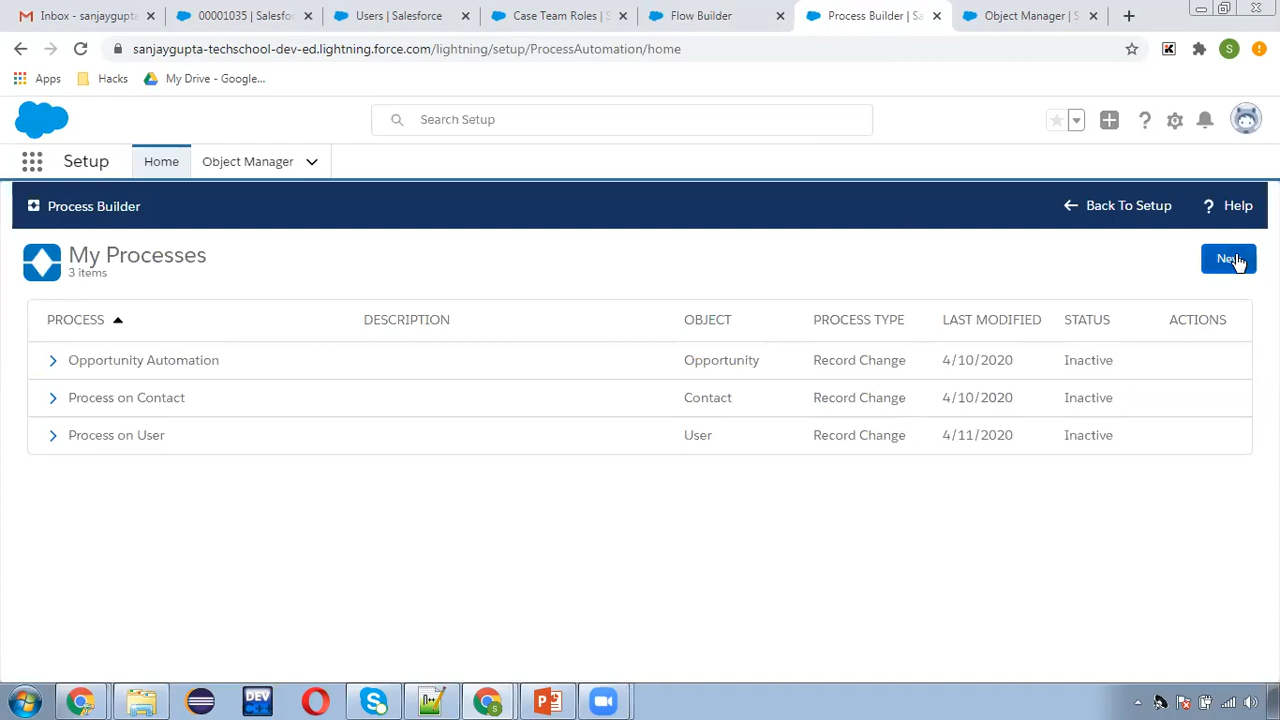 Inbox - sanjaygupta-techschool
00001035 | Salesfo
Users | Salesforce
Case Team Roles | S
Flow Builder
Process Builder | Sa
Object Manager | S
sanjaygupta-techschool-dev-ed.lightning.force.com/lightning/setup/ProcessAutomation/home
S
Apps
Hacks
My Drive - Google...
Search Setup
Setup
Home
Object Manager
Process Builder
Back To Setup
? Help
My Processes
3 items
New
PROCESS
DESCRIPTION
OBJECT
PROCESS TYPE
LAST MODIFIED
STATUS
ACTIONS
Opportunity Automation
Opportunity
Record Change
4/10/2020
Inactive
Process on Contact
Contact
Record Change
4/10/2020
Inactive
Process on User
User
Record Change
4/11/2020
Inactive
DEV